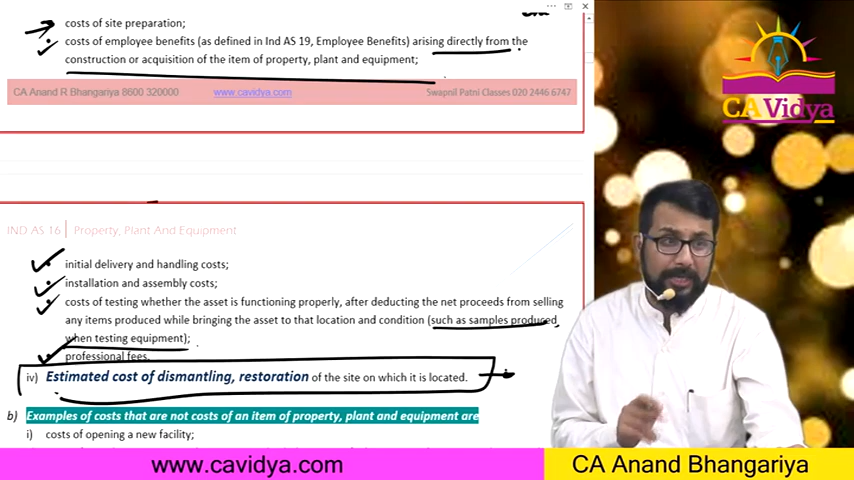 costs of site preparation;
costs of employee benefits (as defined in Ind AS 19, Employee Benefits) arising directly from the
construction or acquisition of the item of property, plant and equipment;
CA Anand R Bhangariya 8600 320000 www.cavidya.com Swapnil Patni Classes 020 2446 6747
CA Vidya
IND AS 16 | Property, Plant And Equipment
initial delivery and handling costs;
installation and assembly costs;
costs of testing whether the asset is functioning properly, after deducting the net proceeds from selling
any items produced while bringing the asset to that location and condition (such as samples produced
when testing equipment);
professional fees.
iv) Estimated cost of dismantling, restoration of the site on which it is located.
b) Examples of costs that are not costs of an item of property, plant and equipment are
i) costs of opening a new facility;
www.cavidya.com
CA Anand Bhangariya